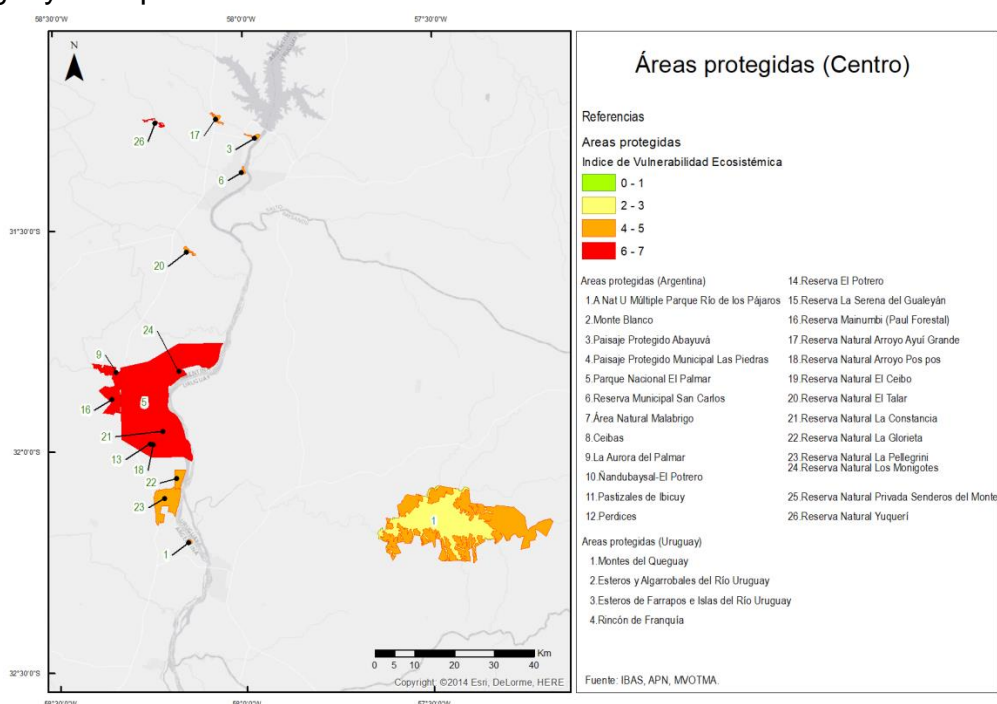 58°30'0"W 58°0'0"W 57°30'0"W
N
26
17
3
6
31°30'0"S
20
24
9
5
16
21
13
18
32°0'0"S
22
23
1
1
Km
0 5 10 20 30 40
Copyright: ©2014 Esri, DeLorme, HERE
32°30'0"S
58°0'0"W 57°30'0"W
Áreas protegidas (Centro)
Referencias
Areas protegidas
Indice de Vulnerabilidad Ecosistémica
0 - 1
2 - 3
4 - 5
6 - 7
Areas protegidas (Argentina)
1.A Nat U Múltiple Parque Río de los Pájaros
2.Monte Blanco
3.Paisaje Protegido Abayuvá
4.Paisaje Protegido Municipal Las Piedras
5.Parque Nacional El Palmar
6.Reserva Municipal San Carlos
7.Área Natural Malabrigo
8.Ceibas
9.La Aurora del Palmar
10.Ñandubaysal-El Potrero
11.Pastizales de Ibicuy
12.Perdices
14.Reserva El Potrero
15.Reserva La Serena del Gualeyán
16.Reserva Mainumbi (Paul Forestal)
17.Reserva Natural Arroyo Ayuí Grande
18.Reserva Natural Arroyo Pos pos
19.Reserva Natural El Ceibo
20.Reserva Natural El Talar
21.Reserva Natural La Constancia
22.Reserva Natural La Glorieta
23.Reserva Natural La Pellegrini
24.Reserva Natural Los Monigotes
25.Reserva Natural Privada Senderos del Monte
26.Reserva Natural Yuquerí
Areas protegidas (Uruguay)
1.Montes del Queguay
2.Esteros y Algarrobales del Río Uruguay
3.Esteros de Farrapos e Islas del Río Uruguay
4.Rincón de Franquía
Fuente: IBAS, APN, MVOTMA.